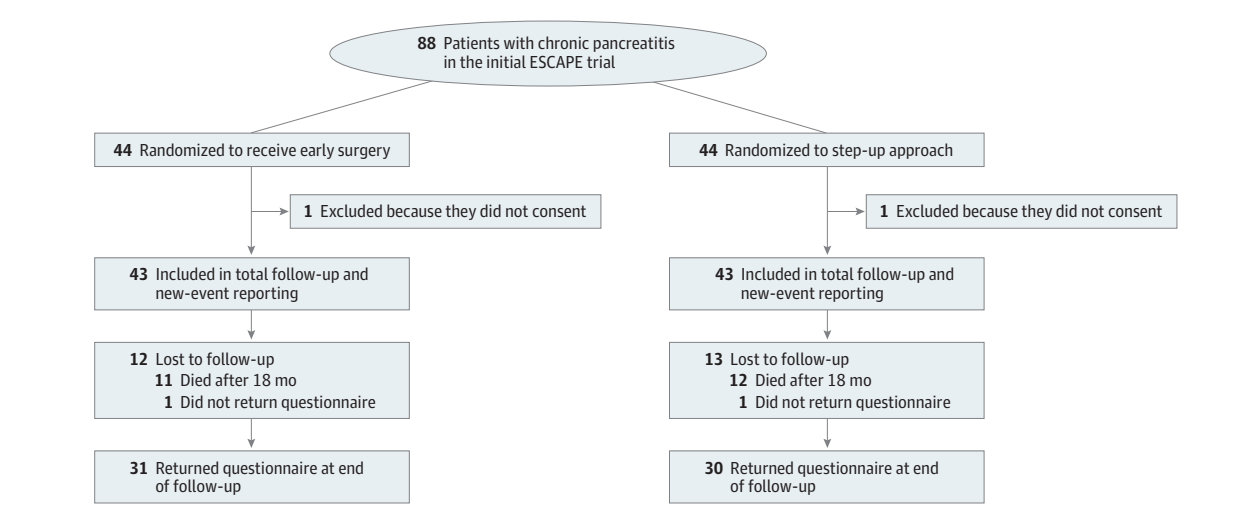 88 Patients with chronic pancreatitis
in the initial ESCAPE trial
44 Randomized to receive early surgery
1 Excluded because they did not consent
43 Included in total follow-up and
new-event reporting
12 Lost to follow-up
11 Died after 18 mo
1 Did not return questionnaire
31 Returned questionnaire at end
of follow-up
44 Randomized to step-up approach
1 Excluded because they did not consent
43 Included in total follow-up and
new-event reporting
13 Lost to follow-up
12 Died after 18 mo
1 Did not return questionnaire
30 Returned questionnaire at end
of follow-up